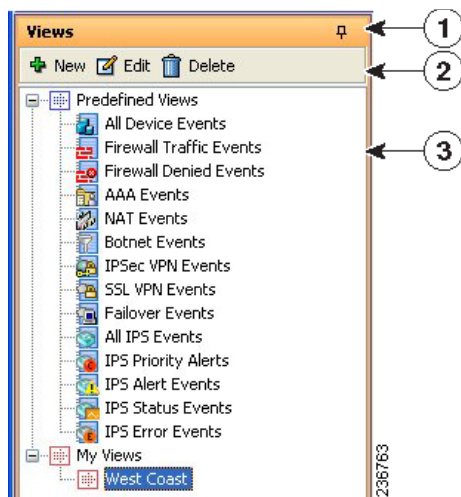 Views
1
New Edit Delete
2
Predefined Views
All Device Events
Firewall Traffic Events
3
Firewall Denied Events
AAA Events
NAT Events
Botnet Events
IPSec VPN Events
SSL VPN Events
Failover Events
All IPS Events
IPS Priority Alerts
IPS Alert Events
IPS Status Events
IPS Error Events
My Views
West Coast
236763